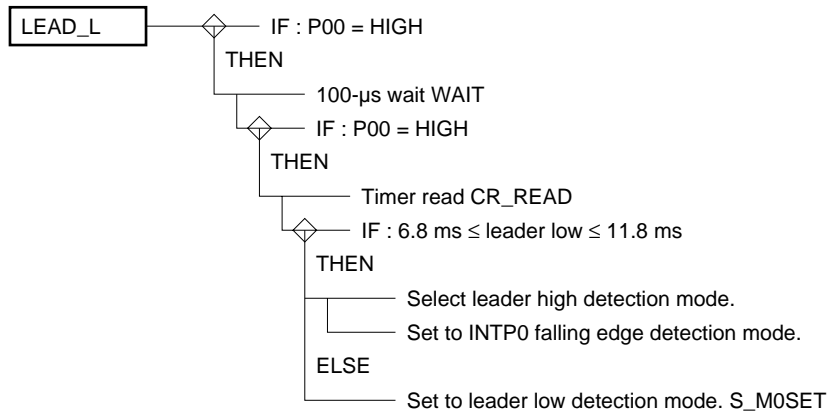 LEAD_L
IF : P00 = HIGH
THEN
100-µs wait WAIT
IF : P00 = HIGH
THEN
Timer read CR_READ
IF : 6.8 ms ≤ leader low ≤ 11.8 ms
THEN
Select leader high detection mode.
Set to INTP0 falling edge detection mode.
ELSE
Set to leader low detection mode. S_M0SET